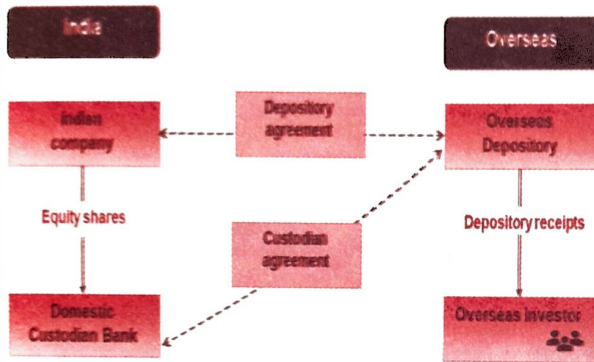 India
Overseas
Indian
company
Depository
agreement
Overseas
Depository
Equity shares
Depository receipts
Custodian
agreement
Domestic
Custodian Bank
Overseas Investor